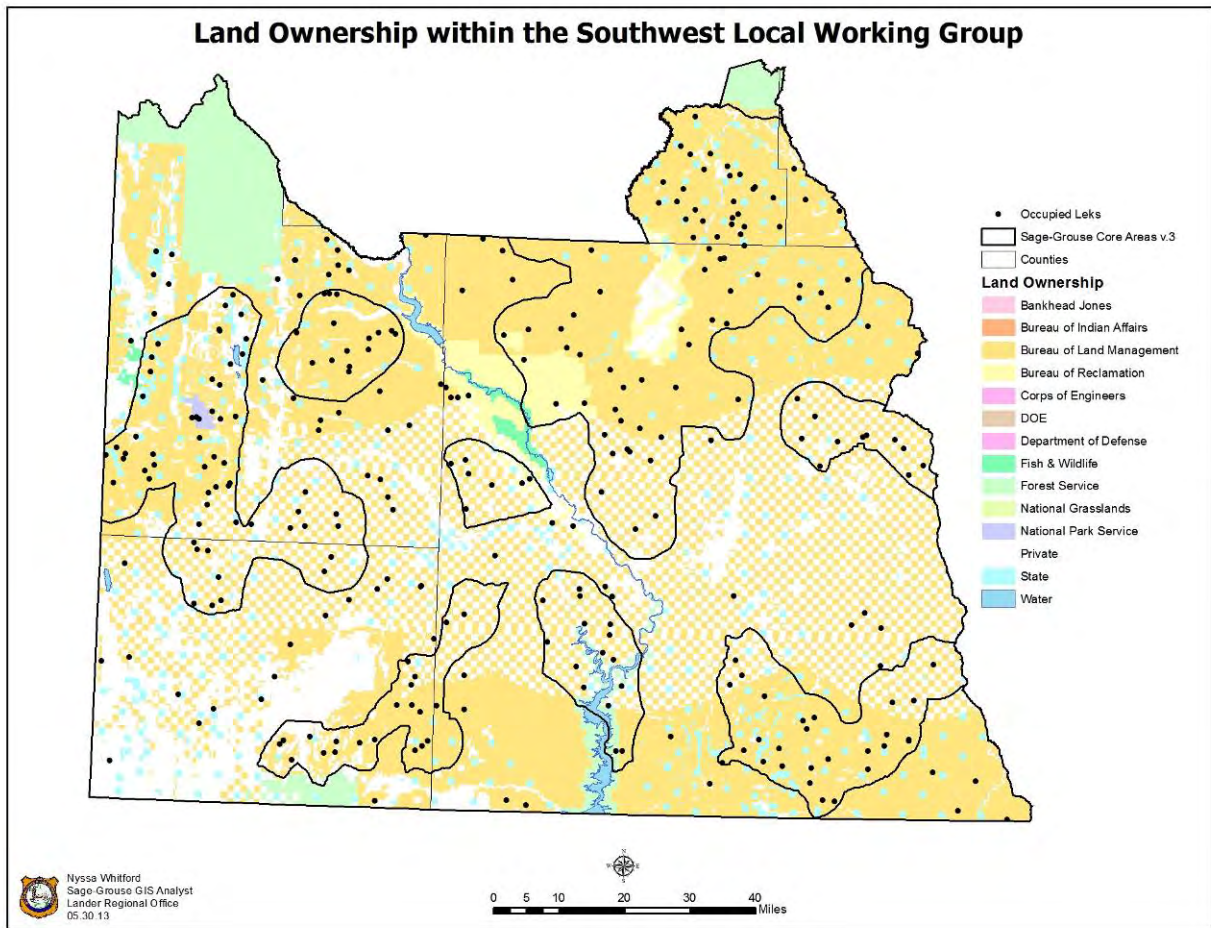 Land Ownership within the Southwest Local Working Group
Occupied Leks
Sage-Grouse Core Areas v.3
Counties
Land Ownership
Bankhead Jones
Bureau of Indian Affairs
Bureau of Land Management
Bureau of Reclamation
Corps of Engineers
DOE
Department of Defense
Fish & Wildlife
Forest Service
National Grasslands
National Park Service
Private
State
Water
Nyssa Whitford
Sage-Grouse GIS Analyst
Lander Regional Office
05.30.13
0 5 10 20 30 40
Miles